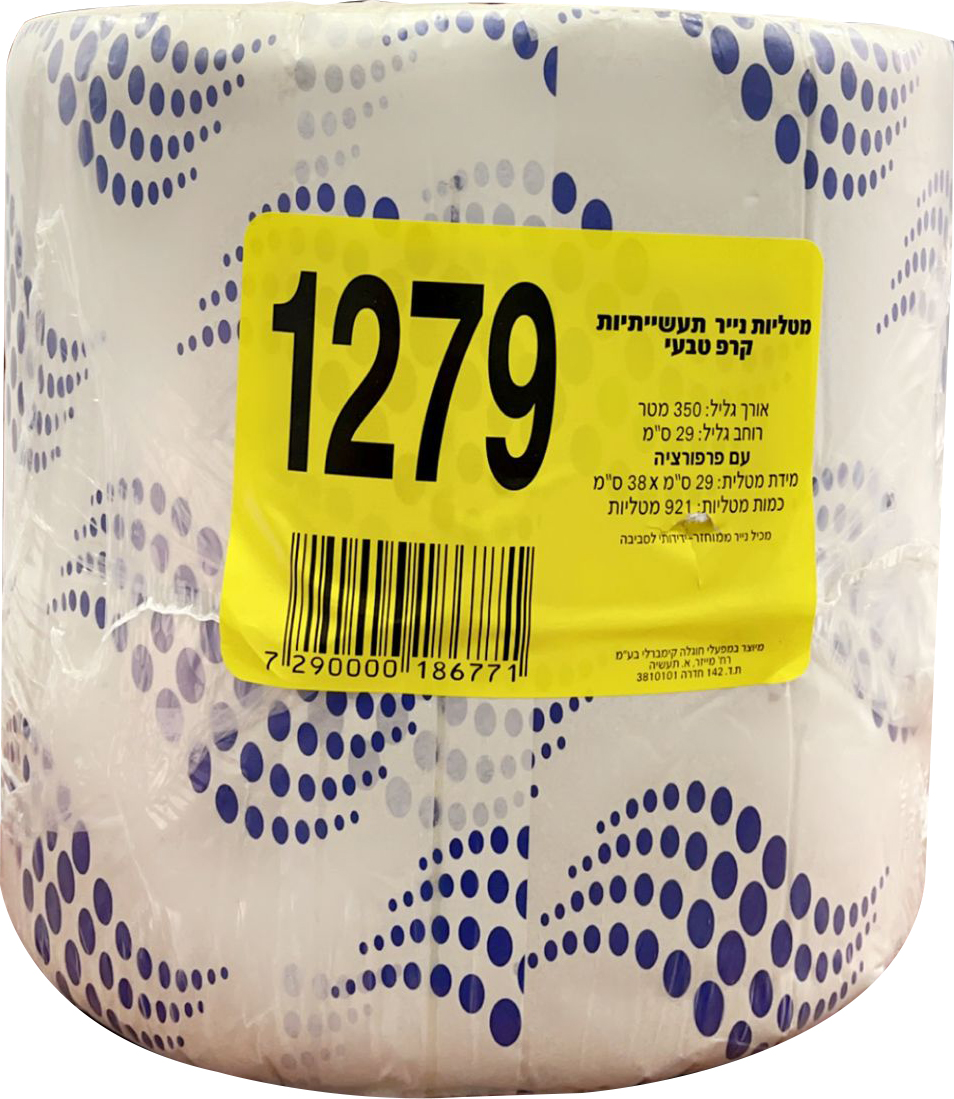 1279
מטליות נייר תעשייתיות
קרפ טבעי
אורך גליל: 350 מטר
רוחב גליל: 29 ס"מ
עם פרפורציה
מידת מטלית: 29 ס"מ x 38 ס"מ
כמות מטליות: 921 מטליות
מכיל נייר ממוחזר-ידידותי לסביבה
7 290000 186771
מיוצר במפעלי חוגלה קימברלי בע"מ
רח' מייזר, א. תעשיה
ת.ד. 142 חדרה 3810101